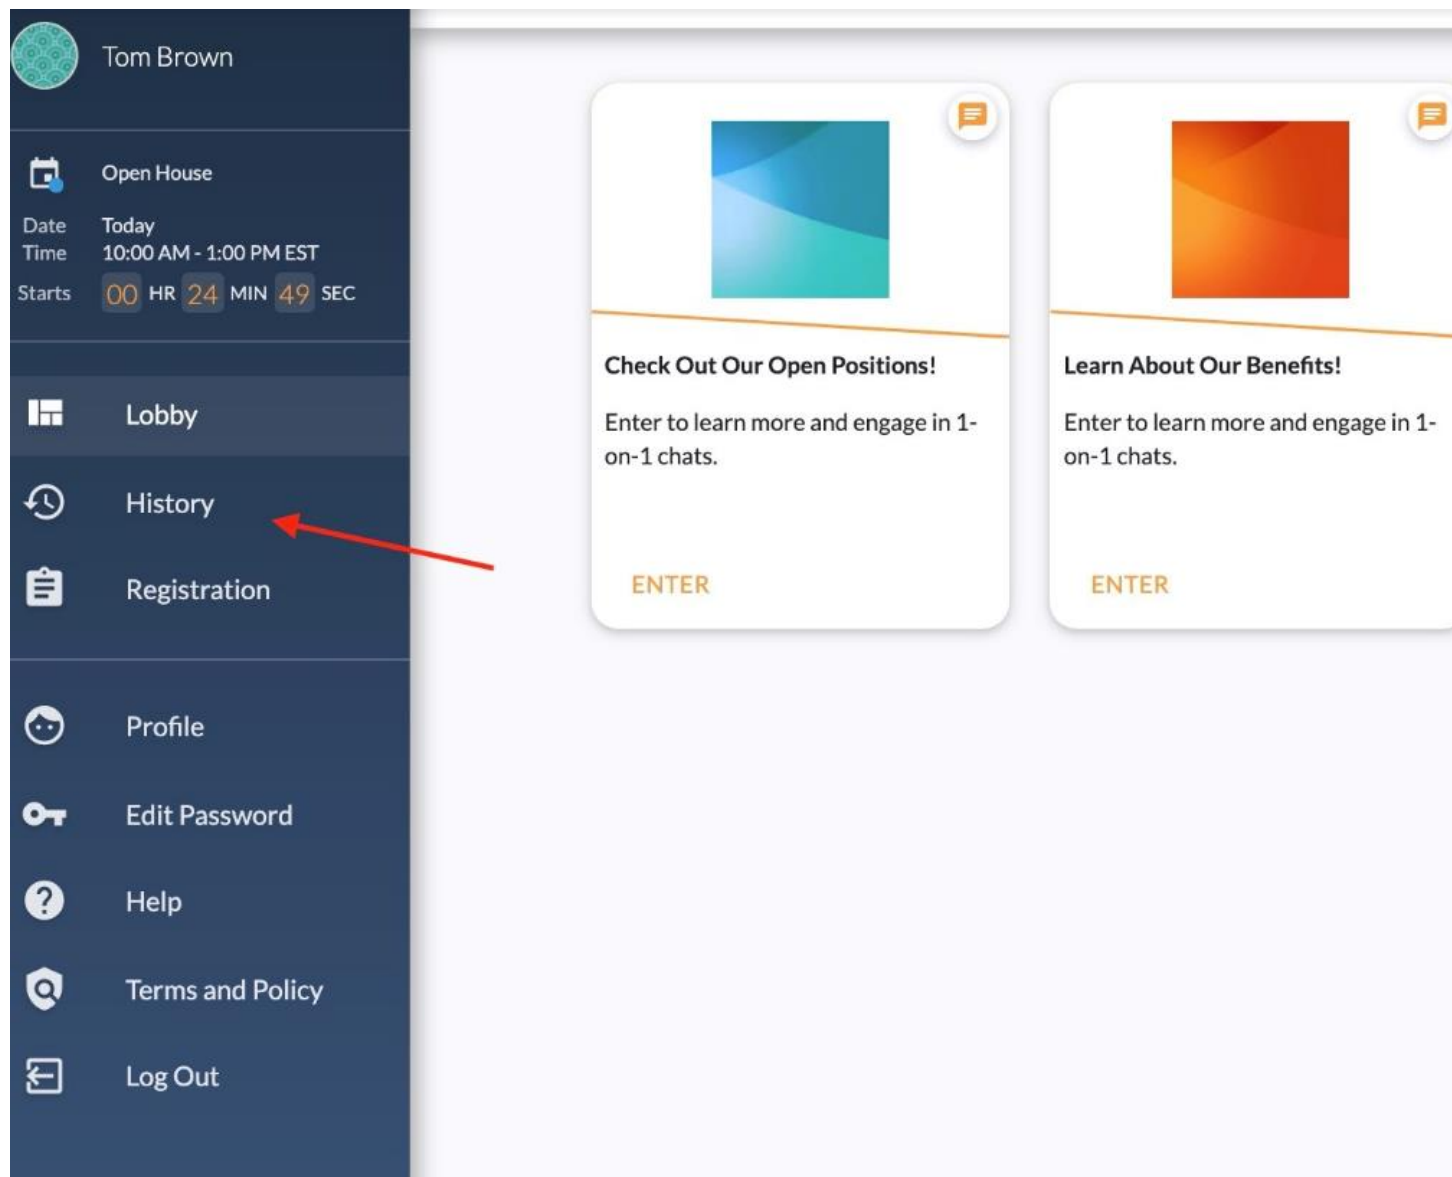 Tom Brown
Open House
Date Today
Time 10:00 AM - 1:00 PM EST
Starts 00 HR 24 MIN 49 SEC
Lobby
History
Registration
Profile
Edit Password
Help
Terms and Policy
Log Out
Check Out Our Open Positions!
Enter to learn more and engage in 1-
on-1 chats.
ENTER
Learn About Our Benefits!
Enter to learn more and engage in 1-
on-1 chats.
ENTER